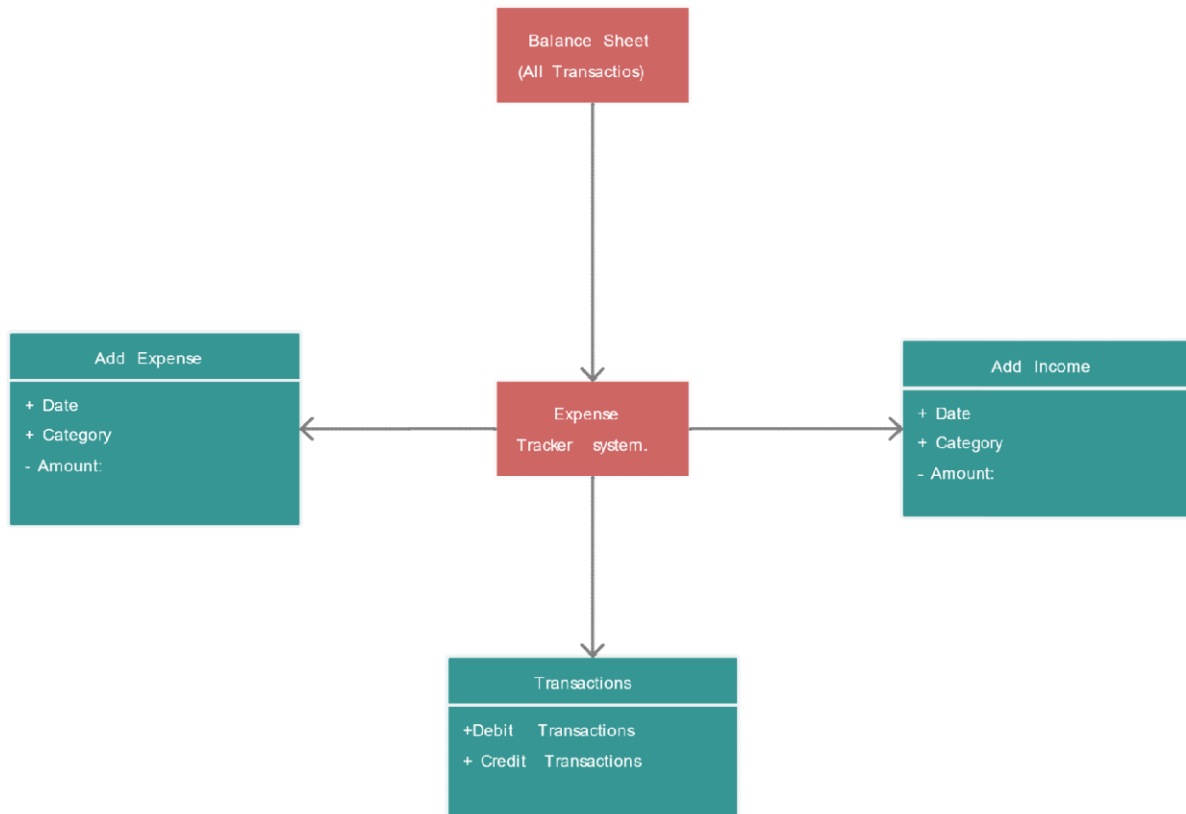 Balance Sheet
(All Transactios)
Add Expense
+ Date
+ Category
- Amount:
Expense
Tracker system.
Add Income
+ Date
+ Category
- Amount:
Transactions
+Debit Transactions
+ Credit Transactions